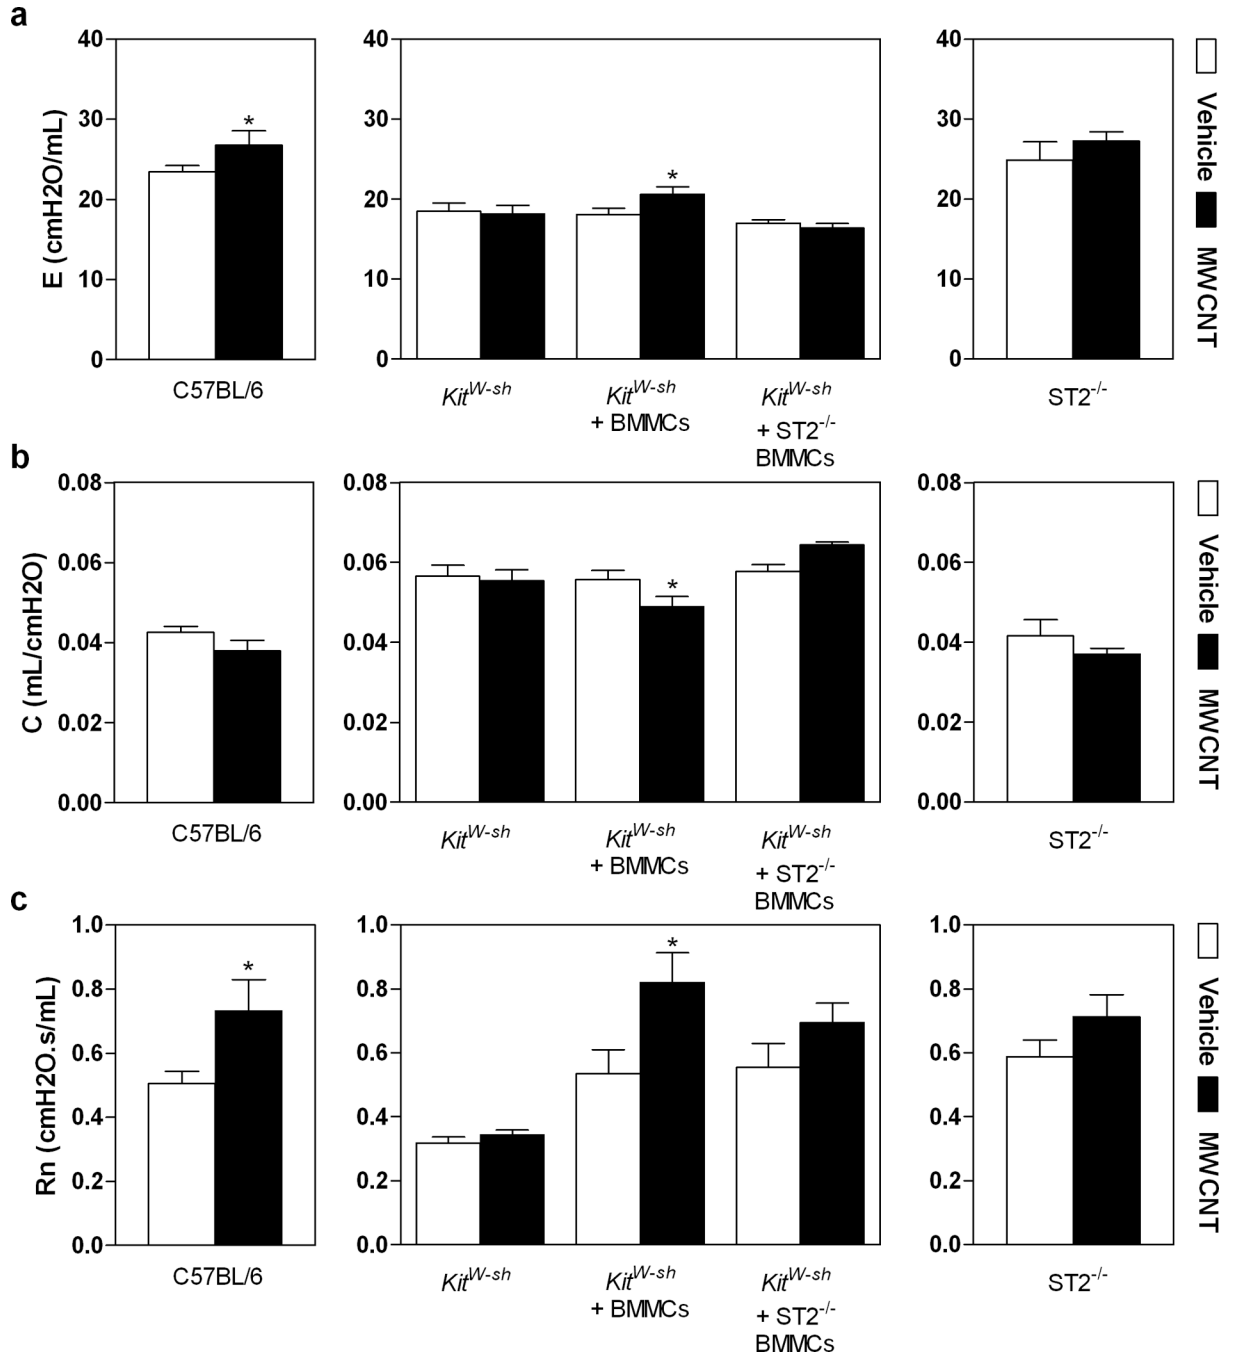 a
E (cmH2O/mL)
40
30
20
10
0
C57BL/6
*
40
30
20
10
0
Kit^W-sh
Kit^W-sh
+ BMMCs
Kit^W-sh
+ ST2^-/-
BMMCs
*
40
30
20
10
0
ST2^-/-
Vehicle
MWCNT
b
C (mL/cmH2O)
0.08
0.06
0.04
0.02
0.00
C57BL/6
0.08
0.06
0.04
0.02
0.00
*
Kit^W-sh
Kit^W-sh
+ BMMCs
Kit^W-sh
+ ST2^-/-
BMMCs
0.08
0.06
0.04
0.02
0.00
ST2^-/-
Vehicle
MWCNT
c
Rn (cmH2O.s/mL)
1.0
0.8
0.6
0.4
0.2
0.0
*
C57BL/6
1.0
0.8
0.6
0.4
0.2
0.0
*
Kit^W-sh
Kit^W-sh
+ BMMCs
Kit^W-sh
+ ST2^-/-
BMMCs
1.0
0.8
0.6
0.4
0.2
0.0
ST2^-/-
Vehicle
MWCNT